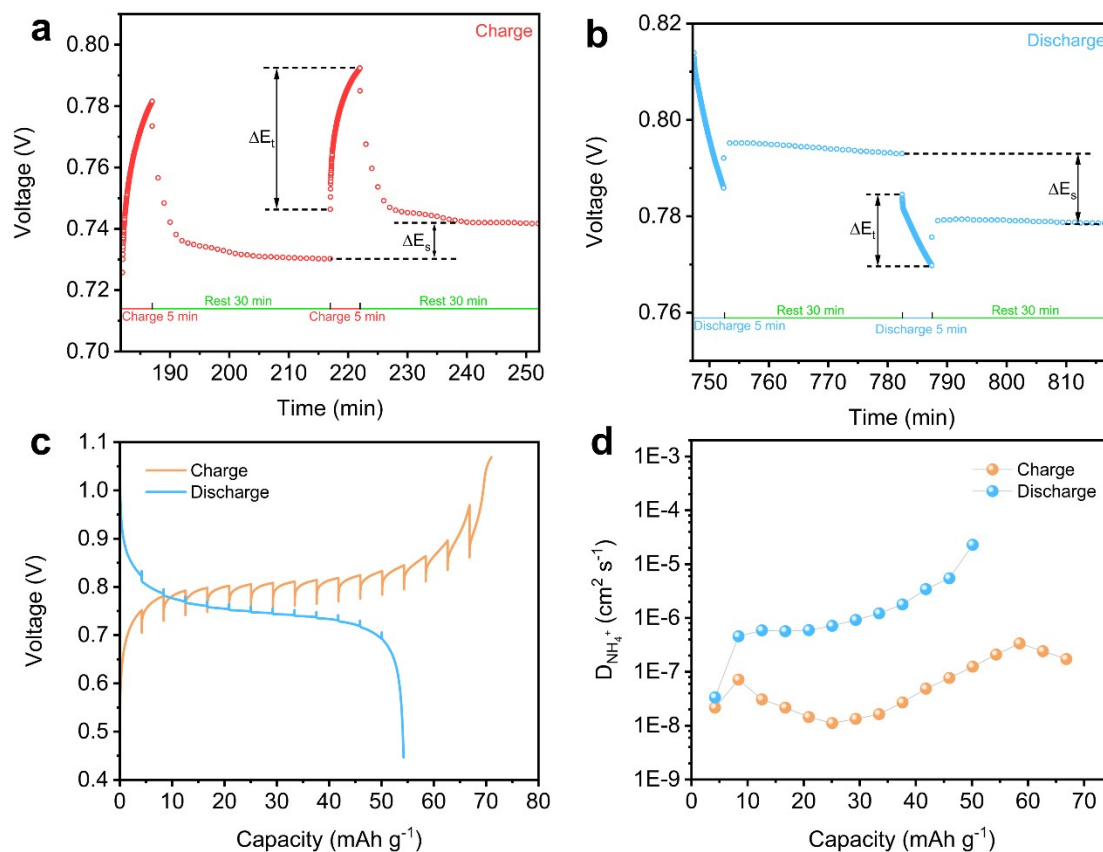 a
Charge
0.80
0.78
0.76
0.74
0.72
0.70
Voltage (V)
ΔEt
ΔEs
Rest 30 min
Rest 30 min
Charge 5 min
Charge 5 min
190 200 210 220 230 240 250
Time (min)
b
Discharge
0.82
0.80
0.78
0.76
Voltage (V)
ΔEs
ΔEt
Rest 30 min
Rest 30 min
Discharge 5 min
Discharge 5 min
750 760 770 780 790 800 810
Time (min)
c
Charge
Discharge
1.1
1.0
0.9
0.8
0.7
0.6
0.5
0.4
Voltage (V)
0 10 20 30 40 50 60 70 80
Capacity (mAh g⁻¹)
d
Charge
Discharge
1E-3
1E-4
1E-5
1E-6
1E-7
1E-8
1E-9
D_NH₄⁺ (cm² s⁻¹)
0 10 20 30 40 50 60 70
Capacity (mAh g⁻¹)